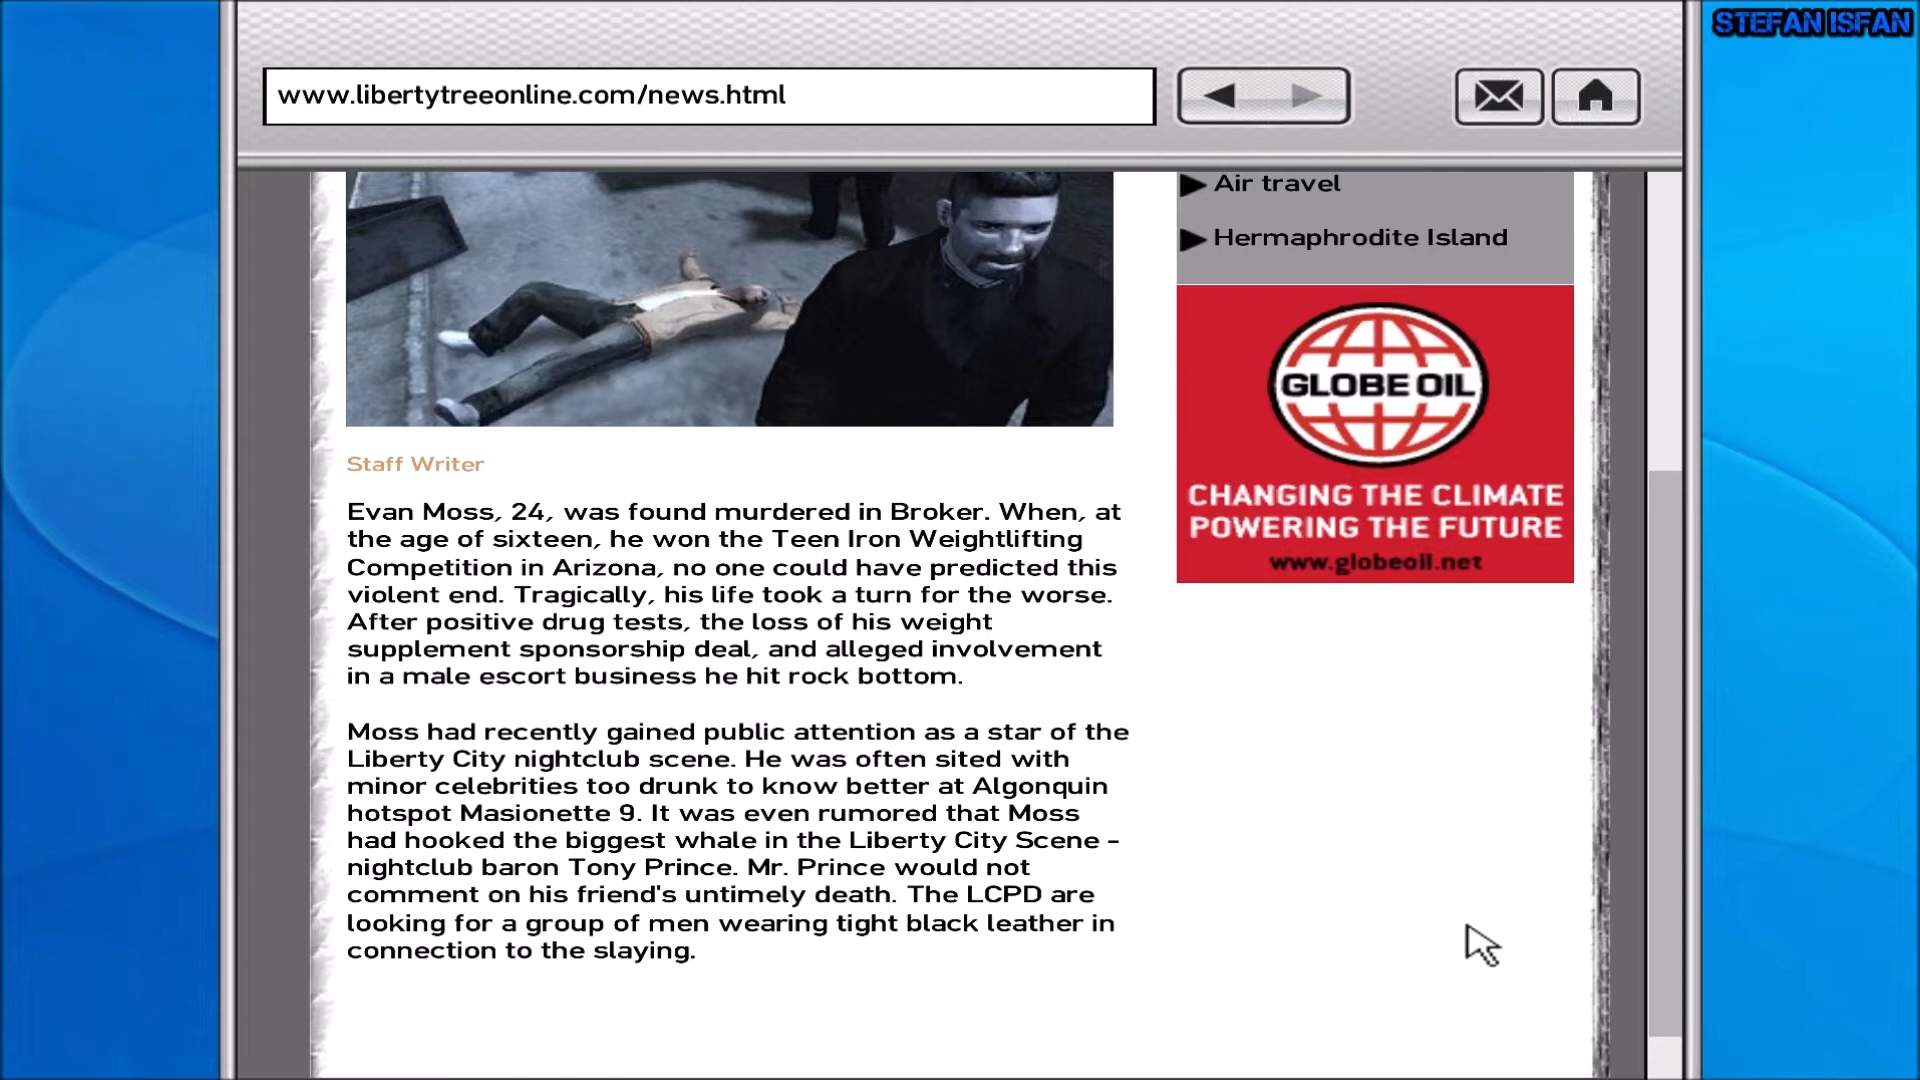 STEFAN ISFAN
www.libertytreeonline.com/news.html
Air travel
Hermaphrodite Island
GLOBE OIL
CHANGING THE CLIMATE
POWERING THE FUTURE
www.globeoil.net
Staff Writer
Evan Moss, 24, was found murdered in Broker. When, at
the age of sixteen, he won the Teen Iron Weightlifting
Competition in Arizona, no one could have predicted this
violent end. Tragically, his life took a turn for the worse.
After positive drug tests, the loss of his weight
supplement sponsorship deal, and alleged involvement
in a male escort business he hit rock bottom.
Moss had recently gained public attention as a star of the
Liberty City nightclub scene. He was often sited with
minor celebrities too drunk to know better at Algonquin
hotspot Masionette 9. It was even rumored that Moss
had hooked the biggest whale in the Liberty City Scene -
nightclub baron Tony Prince. Mr. Prince would not
comment on his friend's untimely death. The LCPD are
looking for a group of men wearing tight black leather in
connection to the slaying.